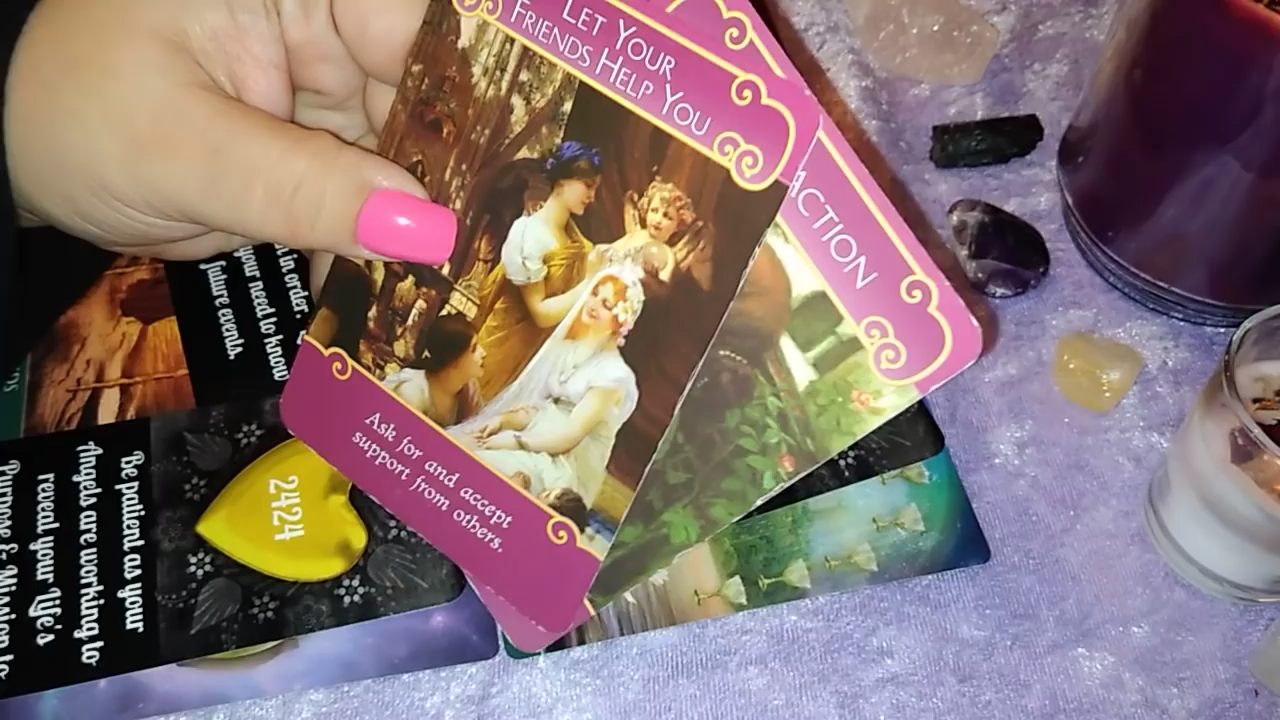 LET YOUR
FRIENDS HELP YOU
Ask for and accept
support from others.
ACTION
in order.
your need to know
future events.
2424
Be patient as your
Angels are working to
reveal your life's
Purpose & Mission to